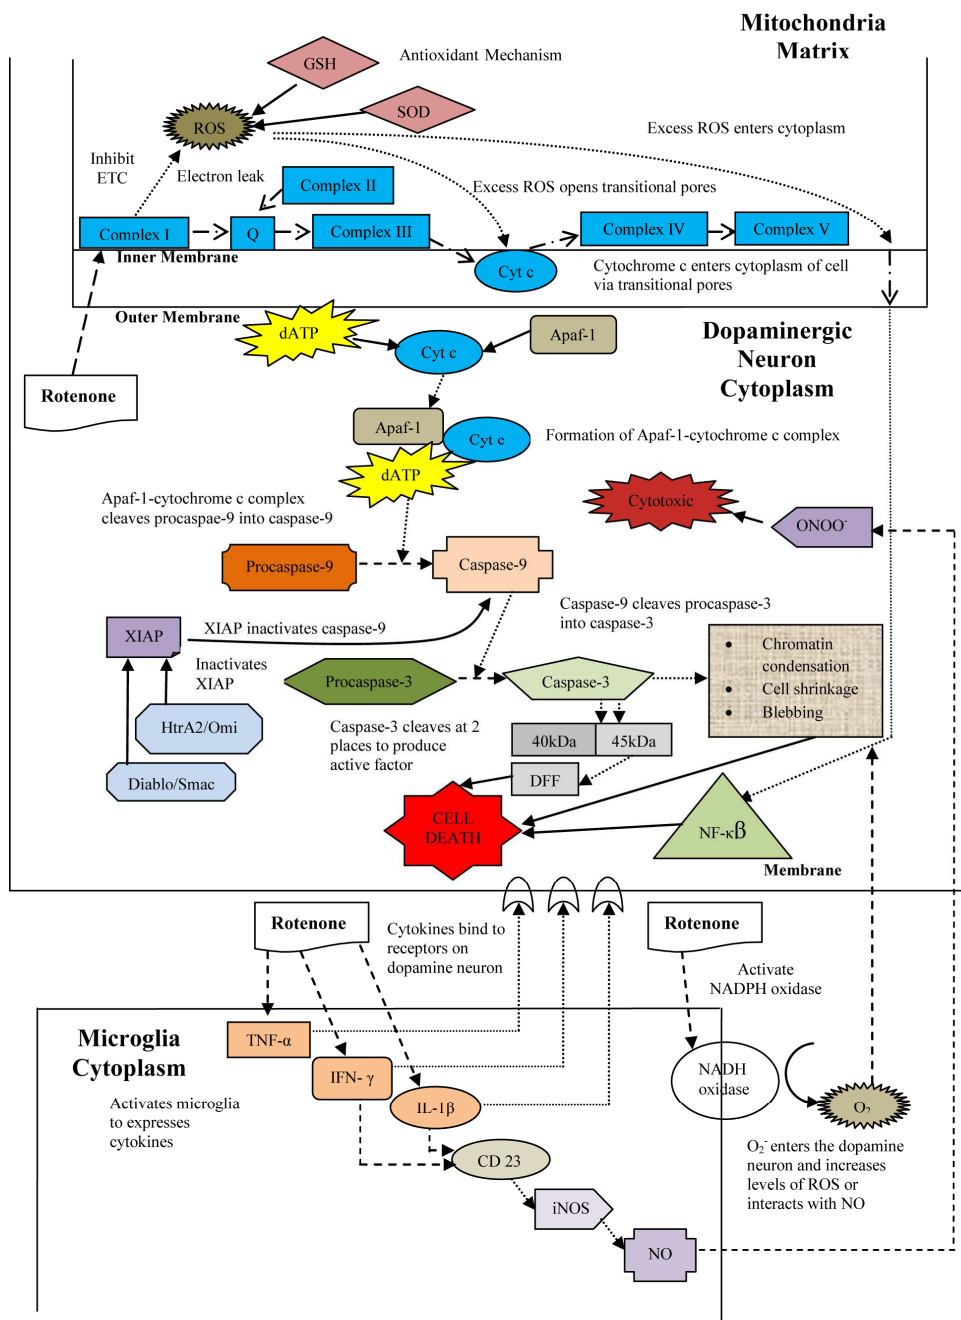 Mitochondria
Matrix
GSH
Antioxidant Mechanism
SOD
ROS
Excess ROS enters cytoplasm
Inhibit
ETC
Electron leak
Complex II
Excess ROS opens transitional pores
Complex I
Q
Complex III
Complex IV
Complex V
Inner Membrane
Cyt c
Cytochrome c enters cytoplasm of cell
via transitional pores
Outer Membrane
dATP
Cyt c
Apaf-1
Dopaminergic
Neuron
Cytoplasm
Rotenone
Apaf-1
Cyt c
Formation of Apaf-1-cytochrome c complex
dATP
Cytotoxic
ONOO⁻
Apaf-1-cytochrome c complex
cleaves procaspae-9 into caspase-9
Procaspase-9
Caspase-9
Caspase-9 cleaves procaspase-3
into caspase-3
XIAP
XIAP inactivates caspase-9
Inactivates
XIAP
Procaspase-3
Caspase-3
• Chromatin
condensation
• Cell shrinkage
• Blebbing
HtrA2/Omi
Caspase-3 cleaves at 2
places to produce
active factor
40kDa
45kDa
Diablo/Smac
DFF
CELL
DEATH
NF-κβ
Membrane
Rotenone
Cytokines bind to
receptors on
dopamine neuron
Rotenone
Activate
NADPH oxidase
Microglia
Cytoplasm
TNF-α
IFN- γ
IL-1β
NADH
oxidase
O₂
Activates microglia
to expresses
cytokines
CD 23
O₂⁻ enters the dopamine
neuron and increases
levels of ROS or
interacts with NO
iNOS
NO